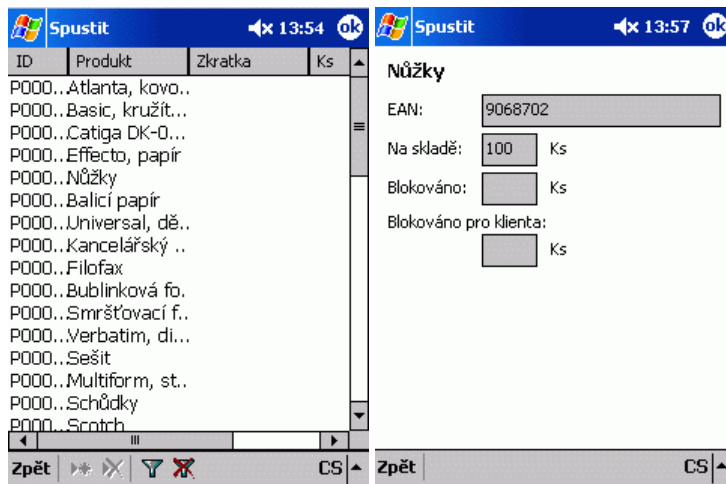 Spustit 13:54 ok
ID Produkt Zkratka Ks
P000... Atlanta, kovo..
P000... Basic, kružít...
P000... Catiga DK-0...
P000... Effecto, papír
P000... Nůžky
P000... Balicí papír
P000... Universal, dě..
P000... Kancelářský ..
P000... Filofax
P000... Bublinková fo.
P000... Smršťovací f..
P000... Verbatim, di...
P000... Sešit
P000... Multiform, st..
P000... Schůdky
P000... Scotch
Zpět CS
Spustit 13:57 ok
Nůžky
EAN: 9068702
Na skladě: 100 Ks
Blokováno: Ks
Blokováno pro klienta:
Ks
Zpět CS